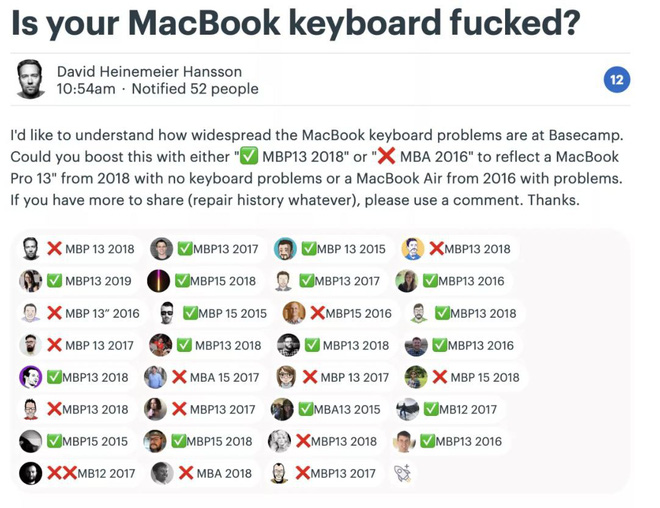 Is your MacBook keyboard fucked?
David Heinemeier Hansson
10:54am · Notified 52 people
12
I'd like to understand how widespread the MacBook keyboard problems are at Basecamp.
Could you boost this with either "✅ MBP13 2018" or "❌ MBA 2016" to reflect a MacBook
Pro 13" from 2018 with no keyboard problems or a MacBook Air from 2016 with problems.
If you have more to share (repair history whatever), please use a comment. Thanks.
❌ MBP 13 2018 ✅MBP13 2017 ✅MBP 13 2015 ❌MBP13 2018
✅ MBP13 2019 ✅MBP15 2018 ✅MBP13 2017 ✅MBP13 2016
❌ MBP 13” 2016 ✅MBP 15 2015 ❌MBP15 2016 ✅MBP13 2018
❌ MBP 13 2017 ✅ MBP13 2018 ✅ MBP13 2018 ✅MBP13 2016
✅MBP13 2018 ❌ MBA 15 2017 ❌ MBP 13 2017 ❌ MBP 15 2018
❌MBP13 2018 ❌ MBP13 2017 ✅MBA13 2015 ✅MB12 2017
✅MBP15 2015 ✅MBP15 2018 ❌MBP13 2018 ✅MBP13 2016
❌❌MB12 2017 ❌ MBA 2018 ❌MBP13 2017